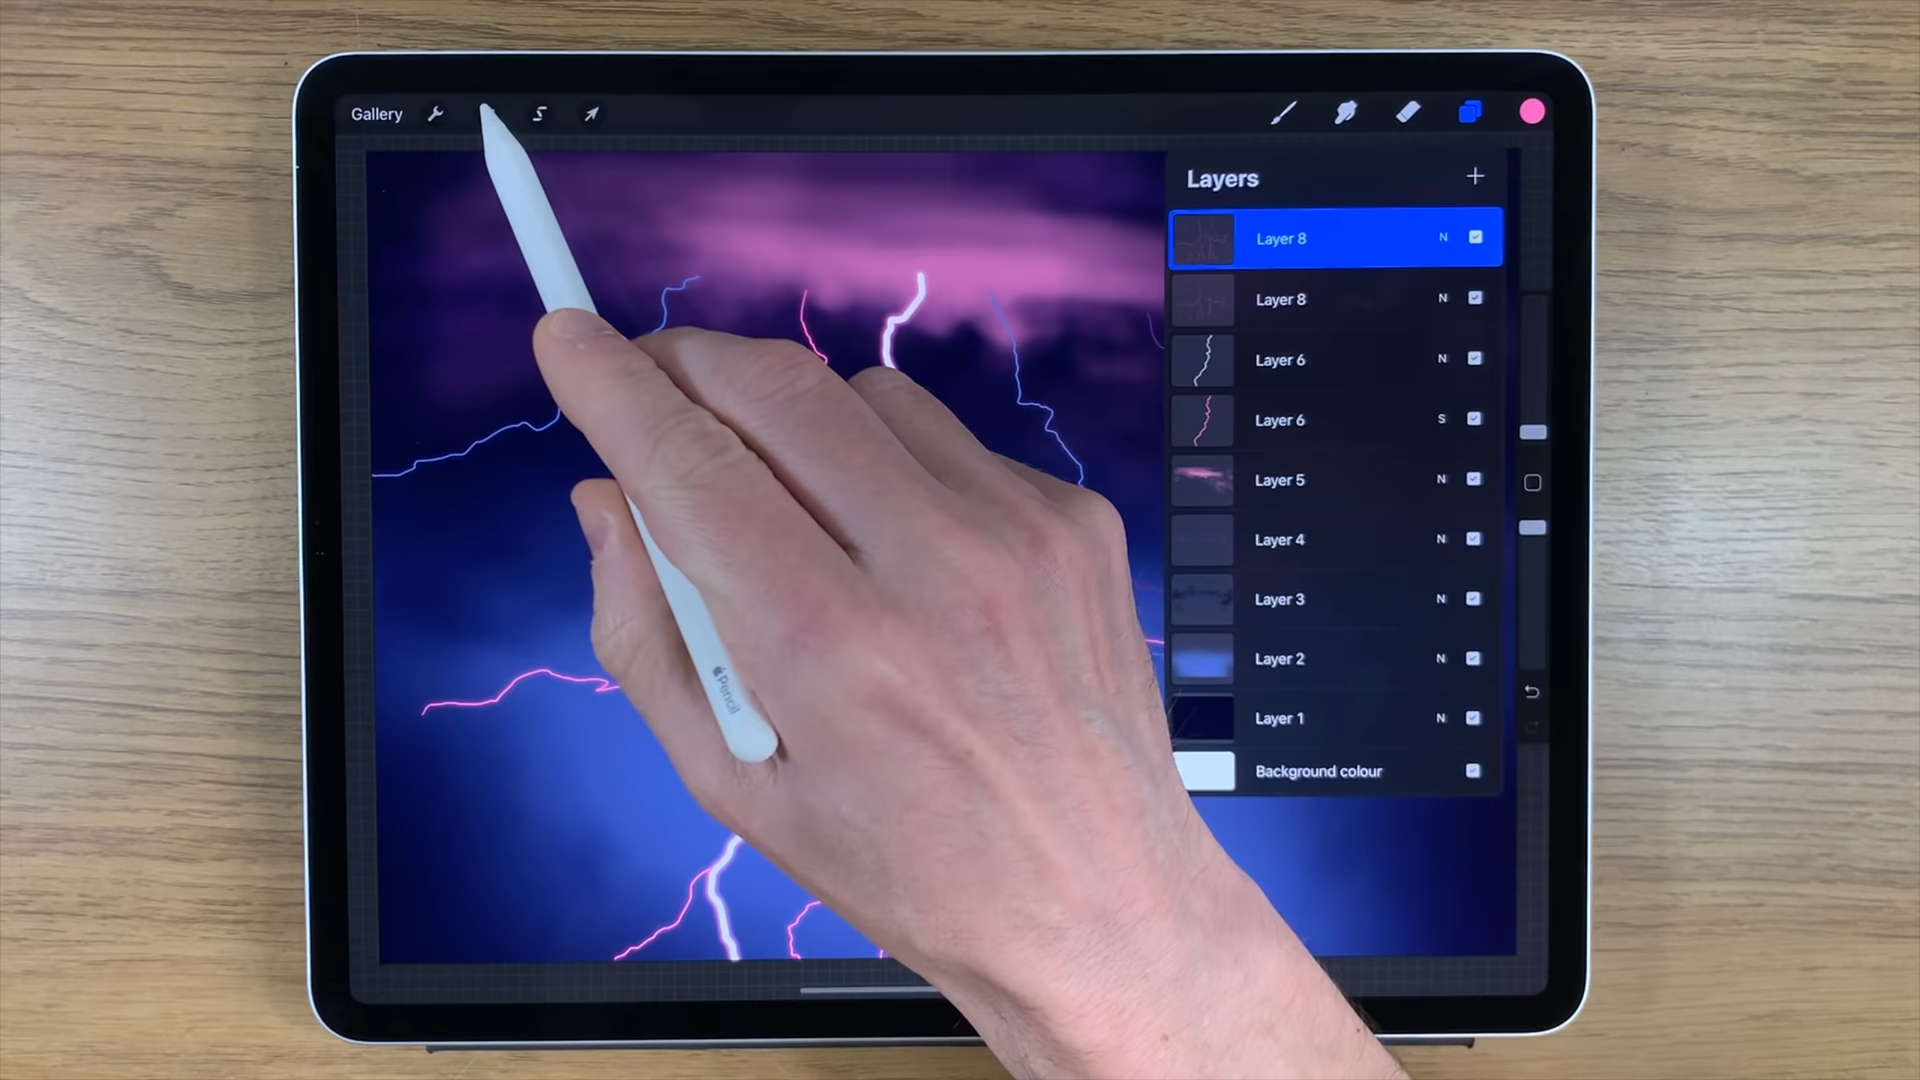 Gallery
Layers
Layer 8 N
Layer 8 N
Layer 6 N
Layer 6 S
Layer 5 N
Layer 4 N
Layer 3 N
Layer 2 N
Layer 1 N
Background colour
Pencil